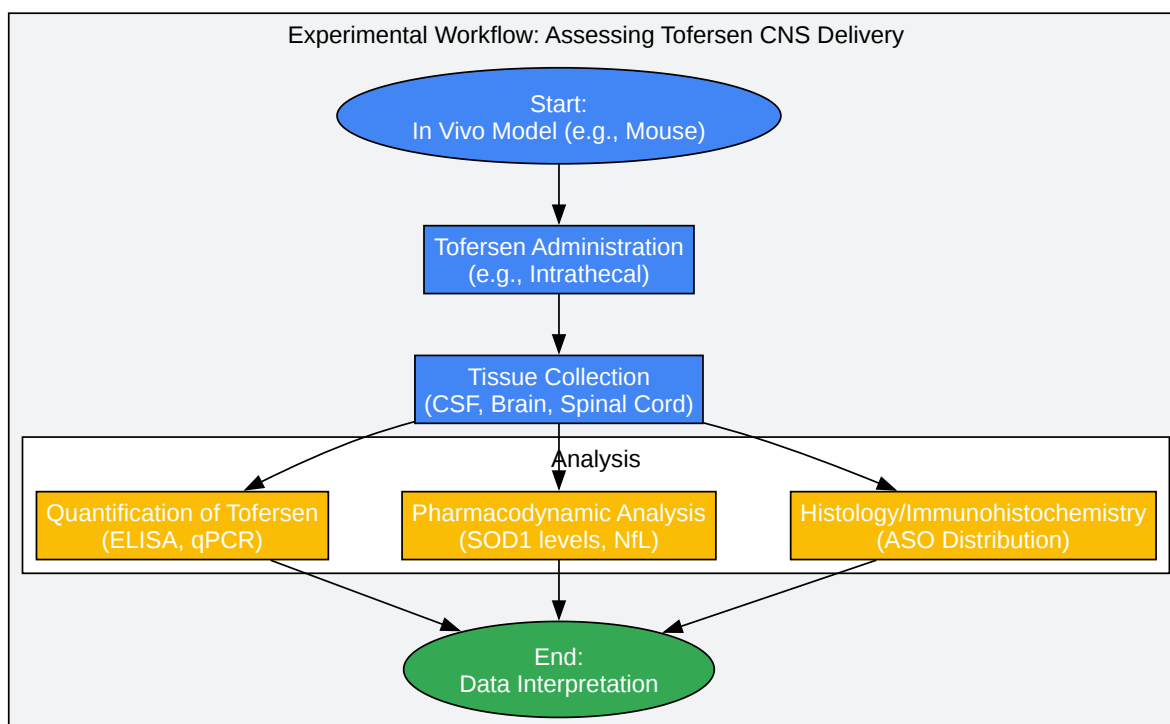 Experimental Workflow: Assessing Tofersen CNS Delivery
Start:
In Vivo Model (e.g., Mouse)
Tofersen Administration
(e.g., Intrathecal)
Tissue Collection
(CSF, Brain, Spinal Cord)
Analysis
Quantification of Tofersen
(ELISA, qPCR)
Pharmacodynamic Analysis
(SOD1 levels, NfL)
Histology/Immunohistochemistry
(ASO Distribution)
End:
Data Interpretation